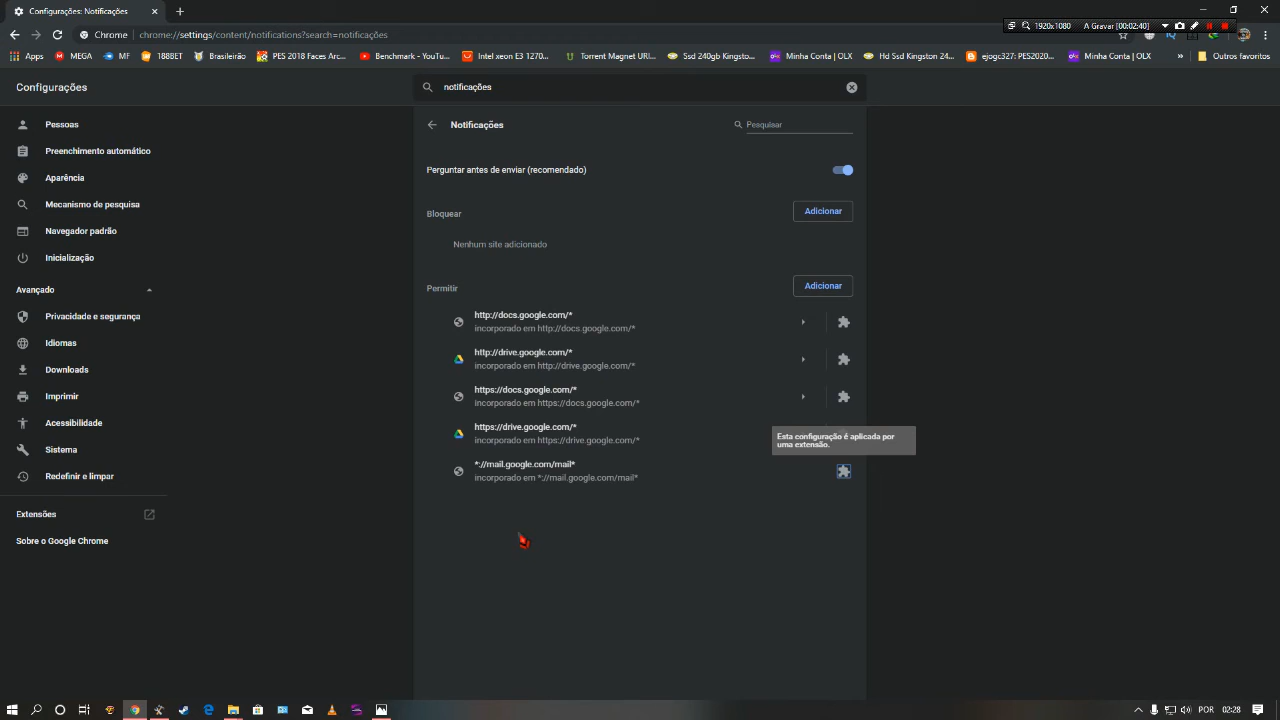 Configurações: Notificações
1920x1080 A Gravar [00:02:40]
Chrome | chrome://settings/content/notifications?search=notificações
Apps MEGA MF 188BET Brasileirão PES 2018 Faces Arc... Benchmark - YouTu... Intel xeon E3 1280... Torrent Magnet URL... Ssd 240gb Kingsto... Minha Conta | OLX Hd Ssd Kingston 24... ejogc327: PES2020... Minha Conta | OLX » Outros favoritos
Configurações
notificações
Pessoas
Preenchimento automático
Aparência
Mecanismo de pesquisa
Navegador padrão
Inicialização
Avançado
Privacidade e segurança
Idiomas
Downloads
Imprimir
Acessibilidade
Sistema
Redefinir e limpar
Extensões
Sobre o Google Chrome
Notificações
Pesquisar
Perguntar antes de enviar (recomendado)
Bloquear
Adicionar
Nenhum site adicionado
Permitir
Adicionar
http://docs.google.com/*
incorporado em http://docs.google.com/*
http://drive.google.com/*
incorporado em http://drive.google.com/*
https://docs.google.com/*
incorporado em https://docs.google.com/*
https://drive.google.com/*
incorporado em https://drive.google.com/*
Esta configuração é aplicada por
uma extensão.
*://mail.google.com/mail*
incorporado em *://mail.google.com/mail*
POR 02:28